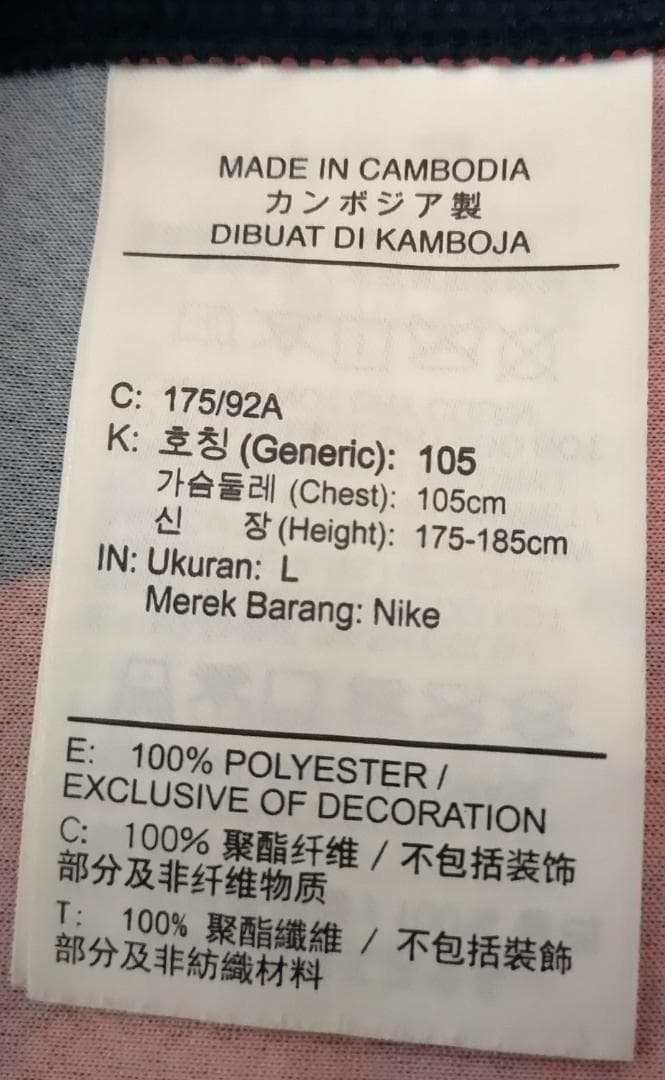 MADE IN CAMBODIA
カンボジア製
DIBUAT DI KAMBOJA
C: 175/92A
K: 호칭 (Generic): 105
가슴둘레 (Chest): 105cm
신 장 (Height): 175-185cm
IN: Ukuran: L
Merek Barang: Nike
E: 100% POLYESTER /
EXCLUSIVE OF DECORATION
C: 100% 聚酯纤维 / 不包括装饰
部分及非纤维物质
T: 100% 聚酯纖維 / 不包括裝飾
部分及非紡織材料